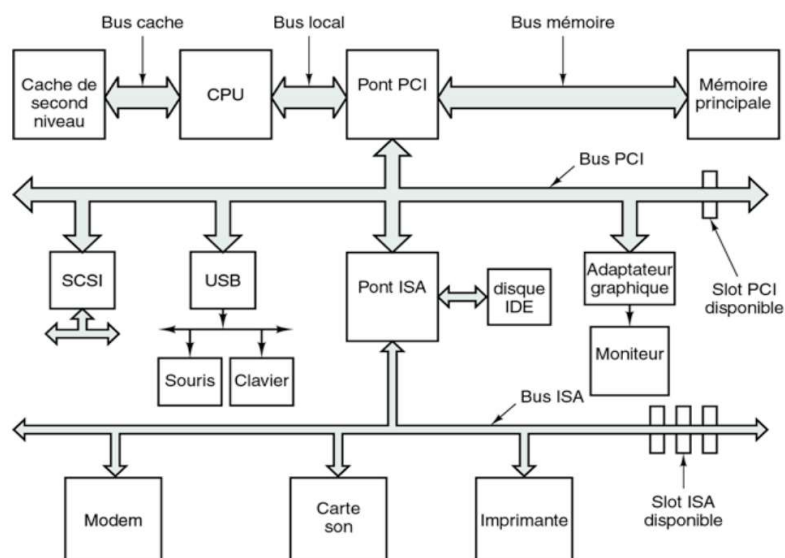 Bus cache
Bus local
Bus mémoire
Cache de
second
niveau
CPU
Pont PCI
Mémoire
principale
Bus PCI
SCSI
USB
Pont ISA
disque
IDE
Adaptateur
graphique
Slot PCI
disponible
Souris
Clavier
Moniteur
Bus ISA
Modem
Carte
son
Imprimante
Slot ISA
disponible